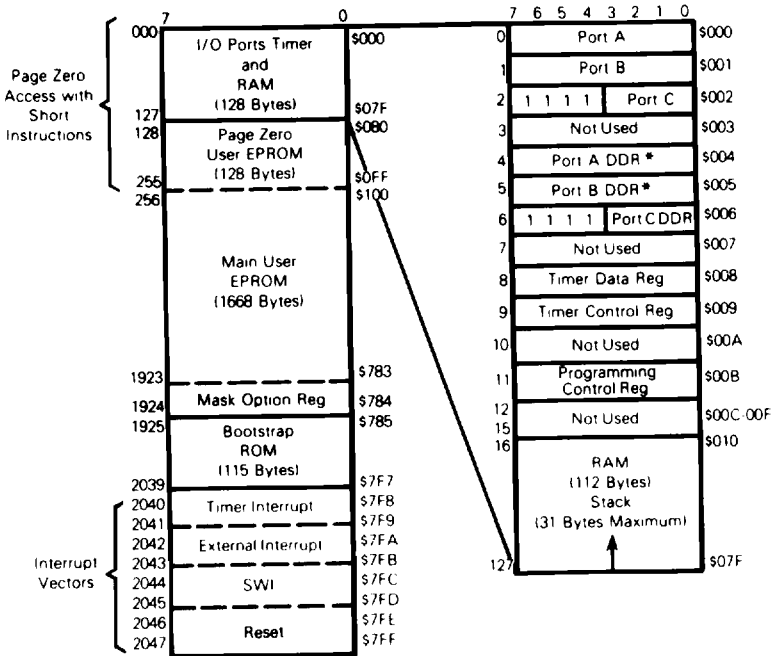 7 0
000 $000
I/O Ports Timer
and
RAM
(128 Bytes)
127 $07F
128 $080
Page Zero
User EPROM
(128 Bytes)
255 $0FF
256 $100
Page Zero
Access with
Short
Instructions
Main User
EPROM
(1668 Bytes)
1923 $783
Mask Option Reg
1924 $784
1925 $785
Bootstrap
ROM
(115 Bytes)
2039 $7F7
2040 Timer Interrupt $7F8
2041 $7F9
2042 External Interrupt $7FA
2043 $7FB
2044 SWI $7FC
2045 $7FD
2046 Reset $7FE
2047 $7FF
Interrupt
Vectors
7 6 5 4 3 2 1 0
0 Port A $000
1 Port B $001
2 1 1 1 1 Port C $002
3 Not Used $003
4 Port A DDR * $004
5 Port B DDR * $005
6 1 1 1 1 Port C DDR $006
7 Not Used $007
8 Timer Data Reg $008
9 Timer Control Reg $009
10 Not Used $00A
11 Programming $00B
Control Reg
12 Not Used $00C-00F
15
16 $010
RAM
(112 Bytes)
Stack
(31 Bytes Maximum)
127 $07F